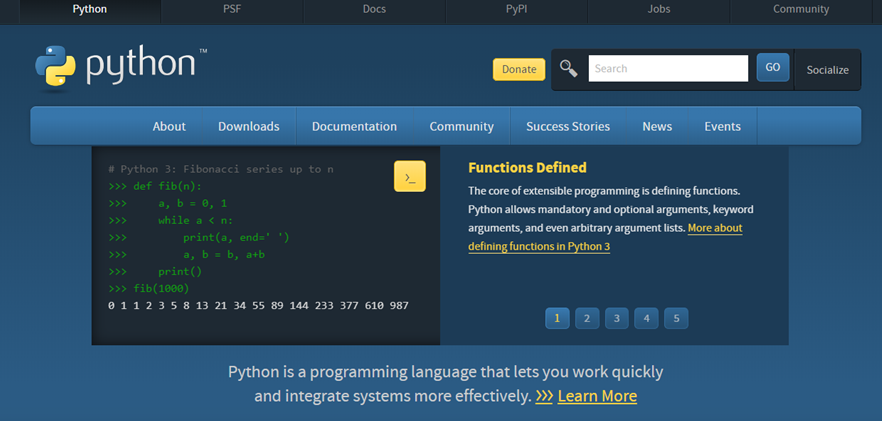 Python PSF Docs PyPI Jobs Community
python™
Donate Search GO Socialize
About Downloads Documentation Community Success Stories News Events
# Python 3: Fibonacci series up to n
>>> def fib(n):
>>>     a, b = 0, 1
>>>     while a < n:
>>>         print(a, end=' ')
>>>         a, b = b, a+b
>>>     print()
>>> fib(1000)
0 1 1 2 3 5 8 13 21 34 55 89 144 233 377 610 987
>_
Functions Defined
The core of extensible programming is defining functions.
Python allows mandatory and optional arguments, keyword
arguments, and even arbitrary argument lists. More about
defining functions in Python 3
1 2 3 4 5
Python is a programming language that lets you work quickly
and integrate systems more effectively. >>> Learn More